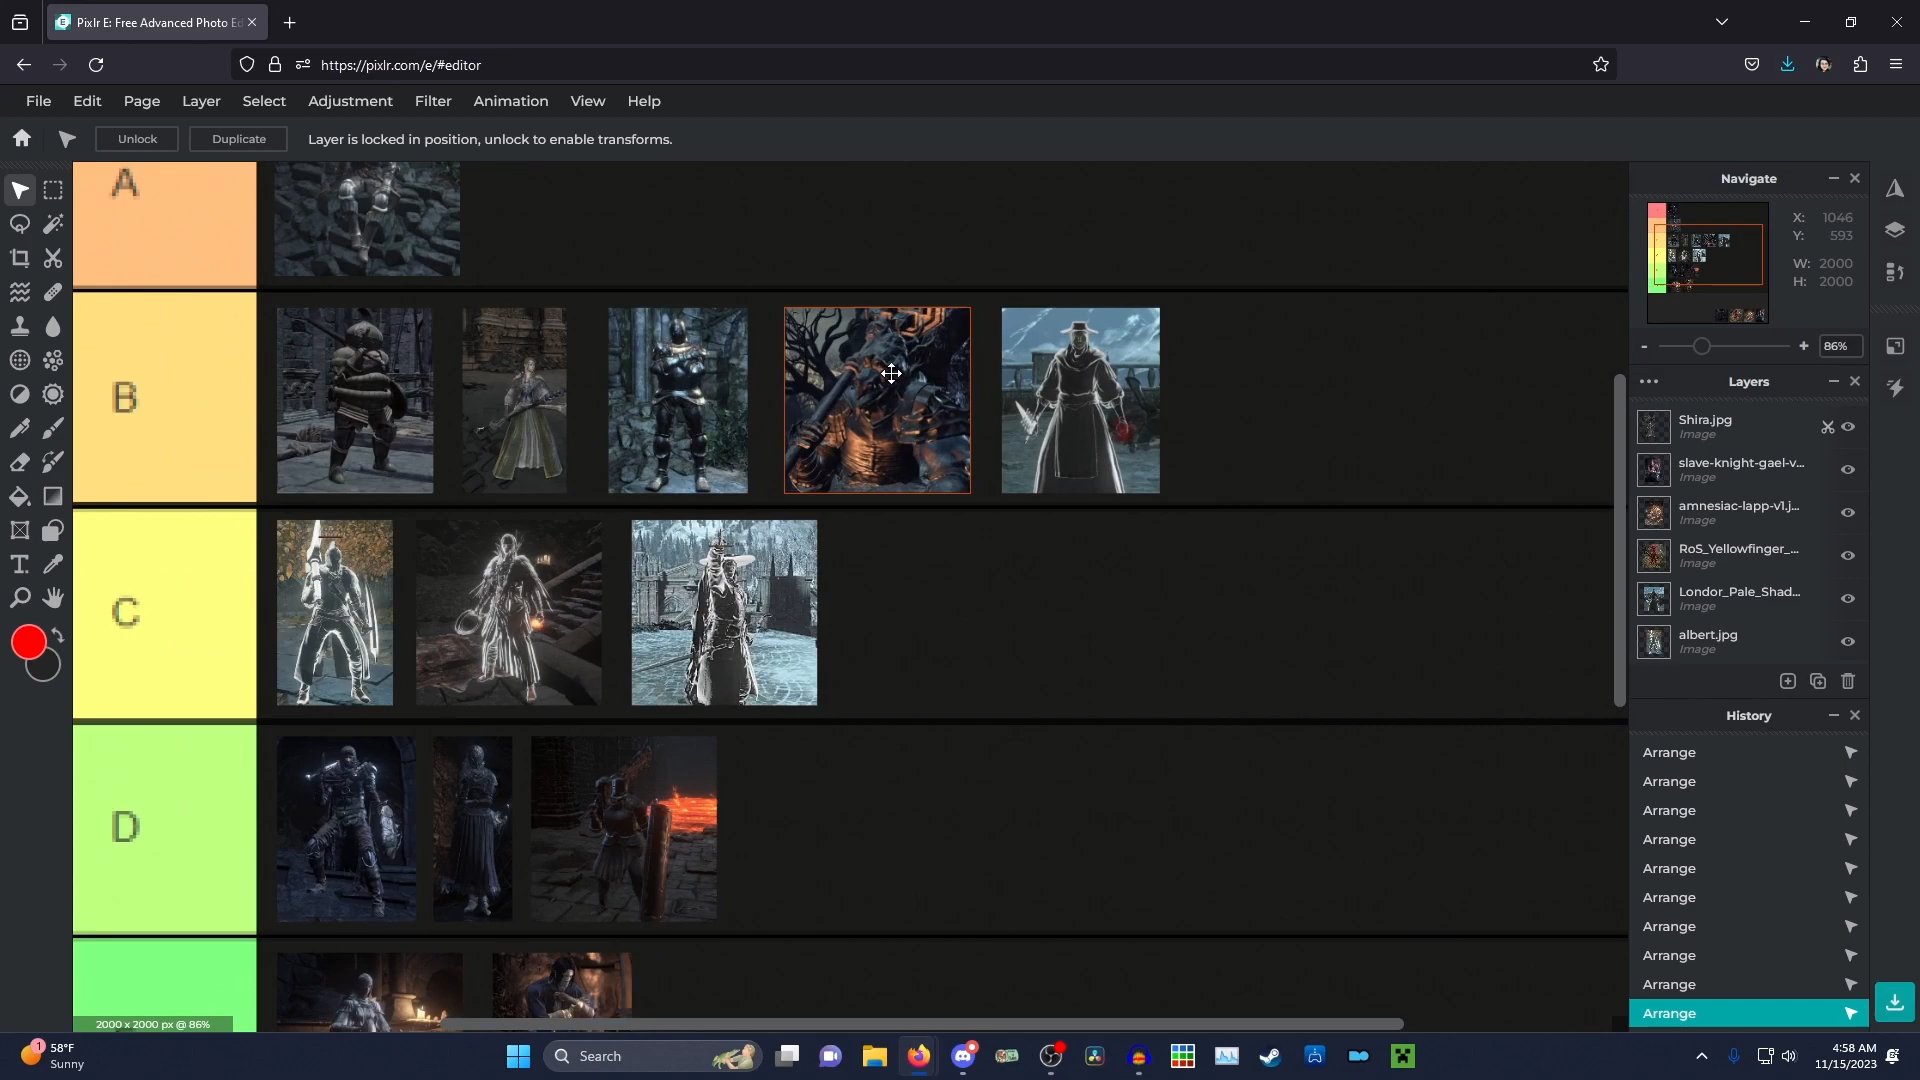 Pixlr E: Free Advanced Photo Ed
https://pixlr.com/e/#editor
File Edit Page Layer Select Adjustment Filter Animation View Help
Unlock Duplicate Layer is locked in position, unlock to enable transforms.
A
B
C
D
2000 x 2000 px @ 86%
Navigate
X: 1046
Y: 593
W: 2000
H: 2000
- + 86%
Layers
Shira.jpg
Image
slave-knight-gael-v...
Image
amnesiac-lapp-v1.j...
Image
RoS_Yellowfinger_...
Image
Londor_Pale_Shad...
Image
albert.jpg
Image
History
Arrange
Arrange
Arrange
Arrange
Arrange
Arrange
Arrange
Arrange
Arrange
Arrange
1
58°F
Sunny
Search
4:58 AM
11/15/2023